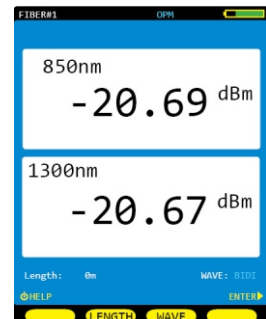 FIBER#1 OPM
850nm
-20.69 dBm
1300nm
-20.67 dBm
Length: 0m WAVE: BIDI
HELP ENTER
LENGTH WAVE